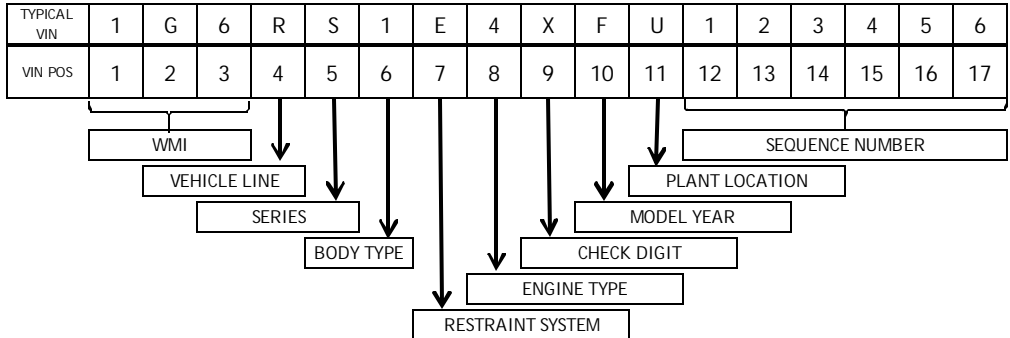 TYPICAL
VIN 1 G 6 R S 1 E 4 X F U 1 2 3 4 5 6
VIN POS 1 2 3 4 5 6 7 8 9 10 11 12 13 14 15 16 17
WMI SEQUENCE NUMBER
VEHICLE LINE PLANT LOCATION
SERIES MODEL YEAR
BODY TYPE CHECK DIGIT
ENGINE TYPE
RESTRAINT SYSTEM